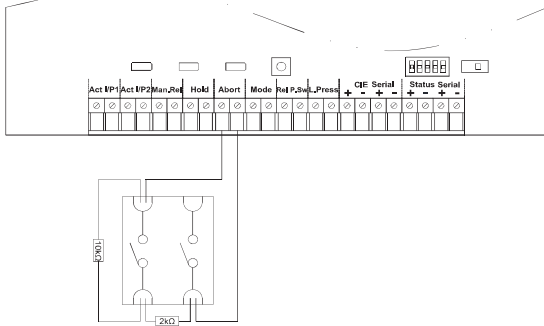 Act I/P1 Act I/P2 Man.Rel Hold Abort Mode Rel P.Sw L.Press CIE Serial Status Serial
+ - + - + - + -
10kΩ
2kΩ